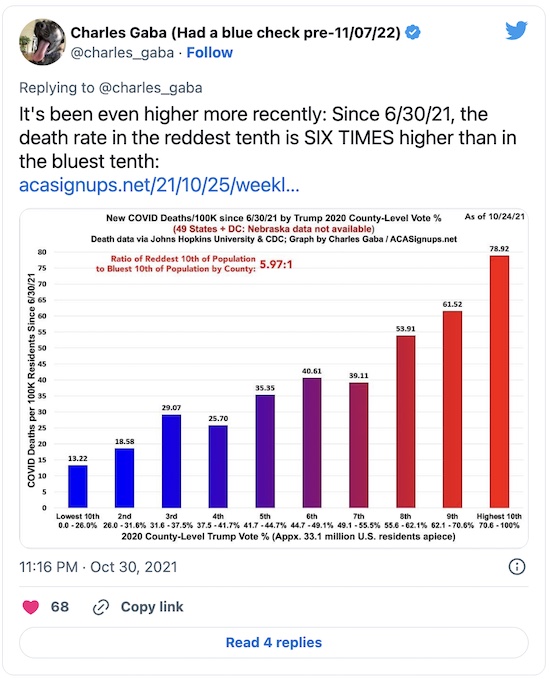 Charles Gaba (Had a blue check pre-11/07/22)
@charles_gaba · Follow
Replying to @charles_gaba
It's been even higher more recently: Since 6/30/21, the
death rate in the reddest tenth is SIX TIMES higher than in
the bluest tenth:
acasignups.net/21/10/25/weekl...
New COVID Deaths/100K since 6/30/21 by Trump 2020 County-Level Vote %
As of 10/24/21
(49 States + DC: Nebraska data not available)
Death data via Johns Hopkins University & CDC; Graph by Charles Gaba / ACASignups.net
Ratio of Reddest 10th of Population
to Bluest 10th of Population by County: 5.97:1
COVID Deaths per 100K Residents Since 6/30/21
80
75
70
65
60
55
50
45
40
35
30
25
20
15
10
5
0
13.22
18.58
29.07
25.70
35.35
40.61
39.11
53.91
61.52
78.92
Lowest 10th 2nd 3rd 4th 5th 6th 7th 8th 9th Highest 10th
0.0 - 26.0% 26.0 - 31.6% 31.6 - 37.5% 37.5 - 41.7% 41.7 - 44.7% 44.7 - 49.1% 49.1 - 55.5% 55.6 - 62.1% 62.1 - 70.6% 70.6 - 100%
2020 County-Level Trump Vote % (Appx. 33.1 million U.S. residents apiece)
11:16 PM · Oct 30, 2021
68 Copy link
Read 4 replies